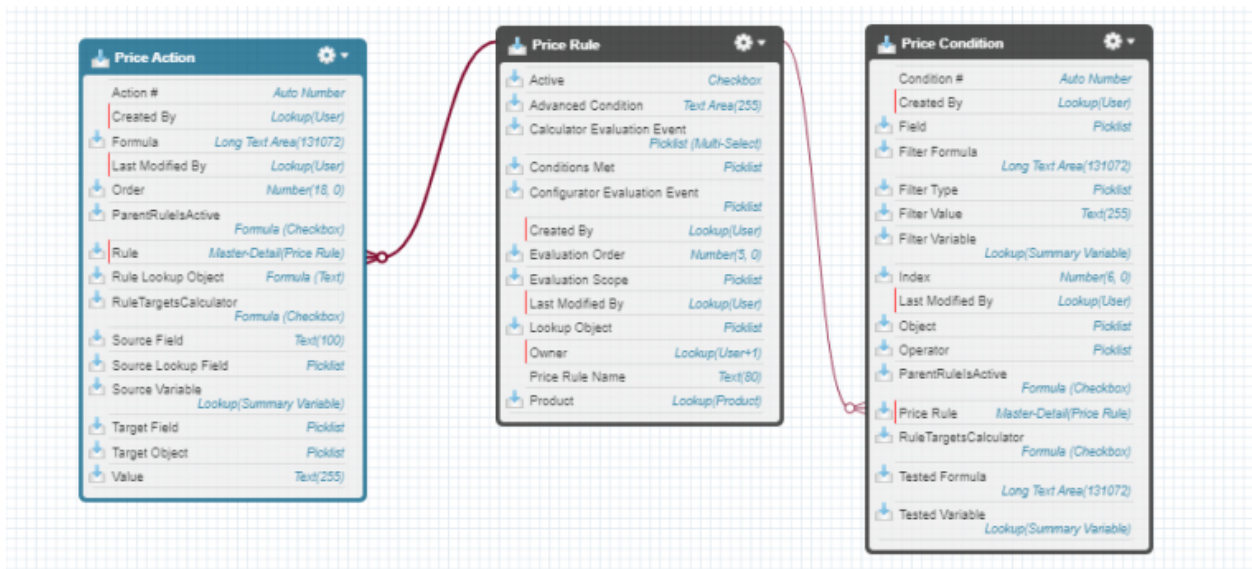 Price Action
Action # Auto Number
Created By Lookup(User)
Formula Long Text Area(131072)
Last Modified By Lookup(User)
Order Number(18, 0)
ParentRuleIsActive
Formula (Checkbox)
Rule Master-Detail(Price Rule)
Rule Lookup Object Formula (Text)
RuleTargetsCalculator
Formula (Checkbox)
Source Field Text(100)
Source Lookup Field Picklist
Source Variable
Lookup(Summary Variable)
Target Field Picklist
Target Object Picklist
Value Text(255)
Price Rule
Active Checkbox
Advanced Condition Text Area(255)
Calculator Evaluation Event
Picklist (Multi-Select)
Conditions Met Picklist
Configurator Evaluation Event
Picklist
Created By Lookup(User)
Evaluation Order Number(5, 0)
Evaluation Scope Picklist
Last Modified By Lookup(User)
Lookup Object Picklist
Owner Lookup(User+1)
Price Rule Name Text(80)
Product Lookup(Product)
Price Condition
Condition # Auto Number
Created By Lookup(User)
Field Picklist
Filter Formula
Long Text Area(131072)
Filter Type Picklist
Filter Value Text(255)
Filter Variable
Lookup(Summary Variable)
Index Number(6, 0)
Last Modified By Lookup(User)
Object Picklist
Operator Picklist
ParentRuleIsActive
Formula (Checkbox)
Price Rule Master-Detail(Price Rule)
RuleTargetsCalculator
Formula (Checkbox)
Tested Formula
Long Text Area(131072)
Tested Variable
Lookup(Summary Variable)